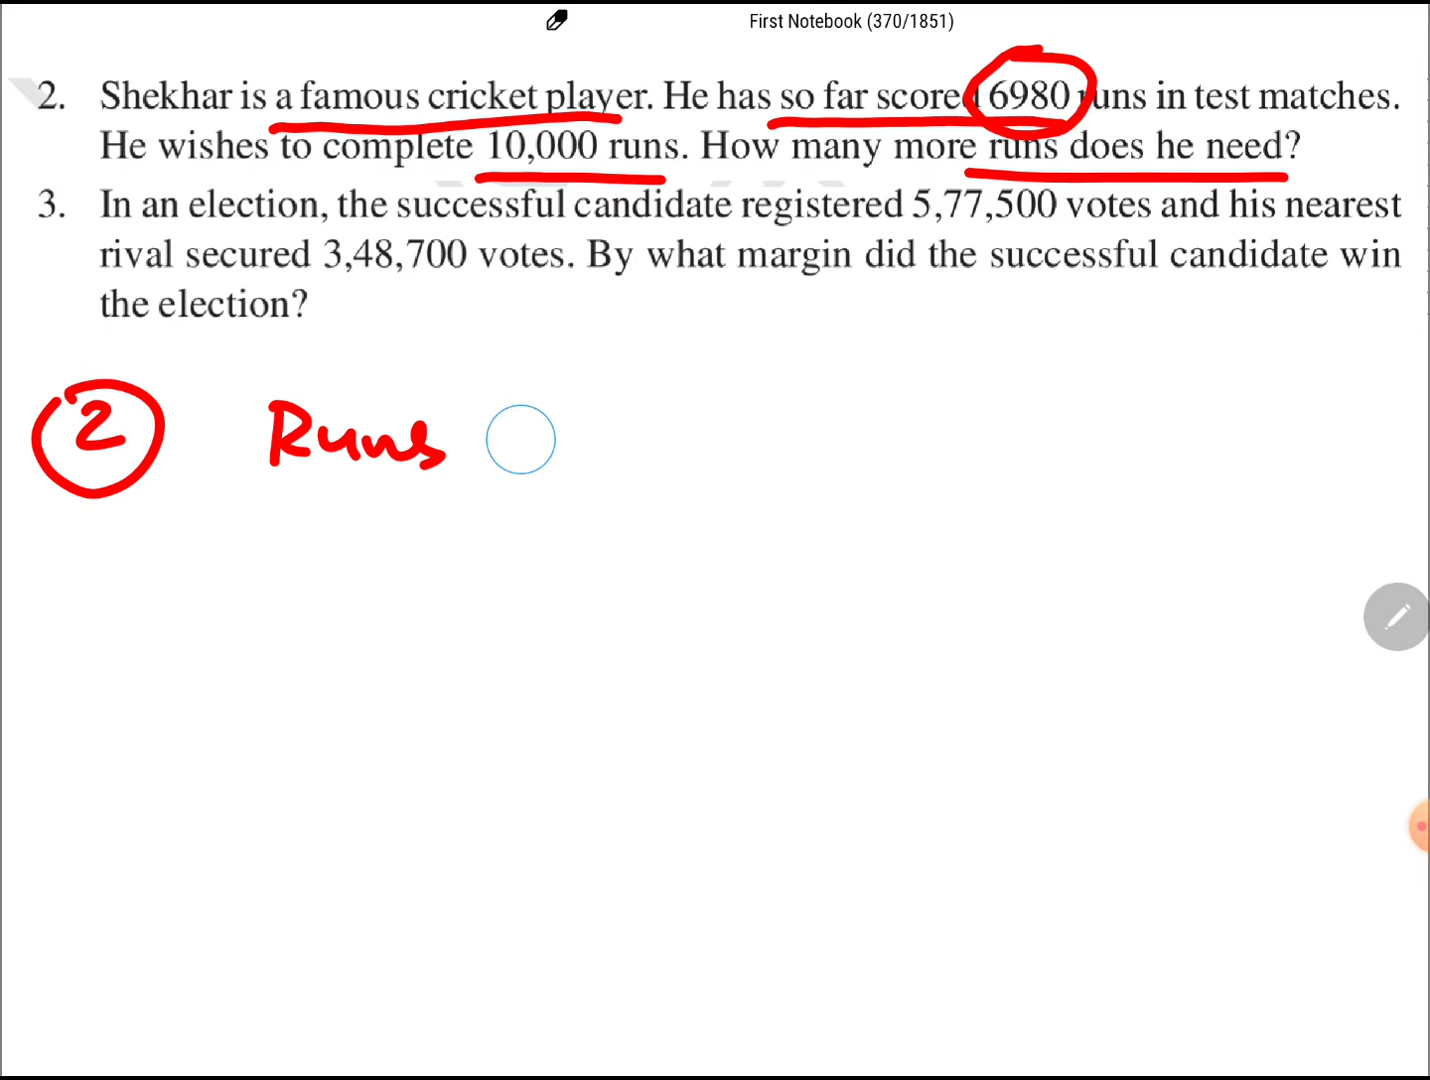 First Notebook (370/1851)
2. Shekhar is a famous cricket player. He has so far scored 6980 runs in test matches.
He wishes to complete 10,000 runs. How many more runs does he need?
3. In an election, the successful candidate registered 5,77,500 votes and his nearest
rival secured 3,48,700 votes. By what margin did the successful candidate win
the election?
2 Runs